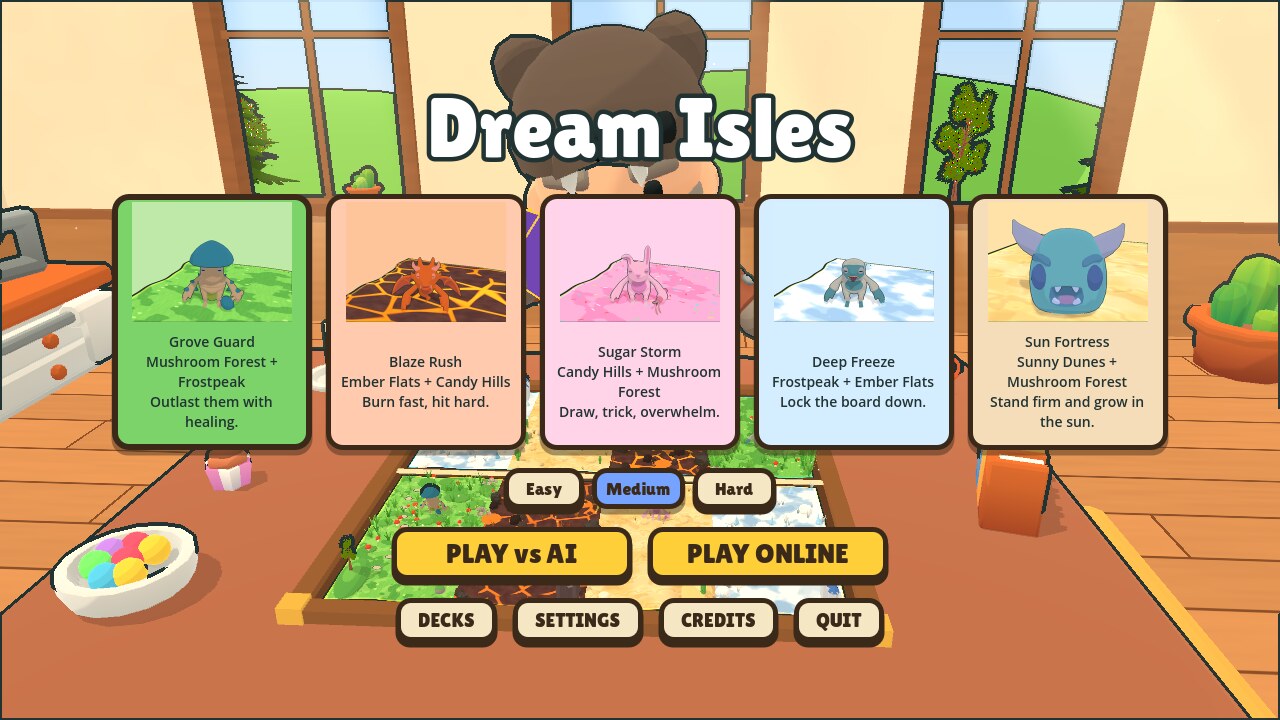 Dream Isles
Grove Guard
Mushroom Forest +
Frostpeak
Outlast them with
healing.
Blaze Rush
Ember Flats + Candy Hills
Burn fast, hit hard.
Sugar Storm
Candy Hills + Mushroom
Forest
Draw, trick, overwhelm.
Deep Freeze
Frostpeak + Ember Flats
Lock the board down.
Sun Fortress
Sunny Dunes +
Mushroom Forest
Stand firm and grow in
the sun.
Easy
Medium
Hard
PLAY vs AI
PLAY ONLINE
DECKS
SETTINGS
CREDITS
QUIT